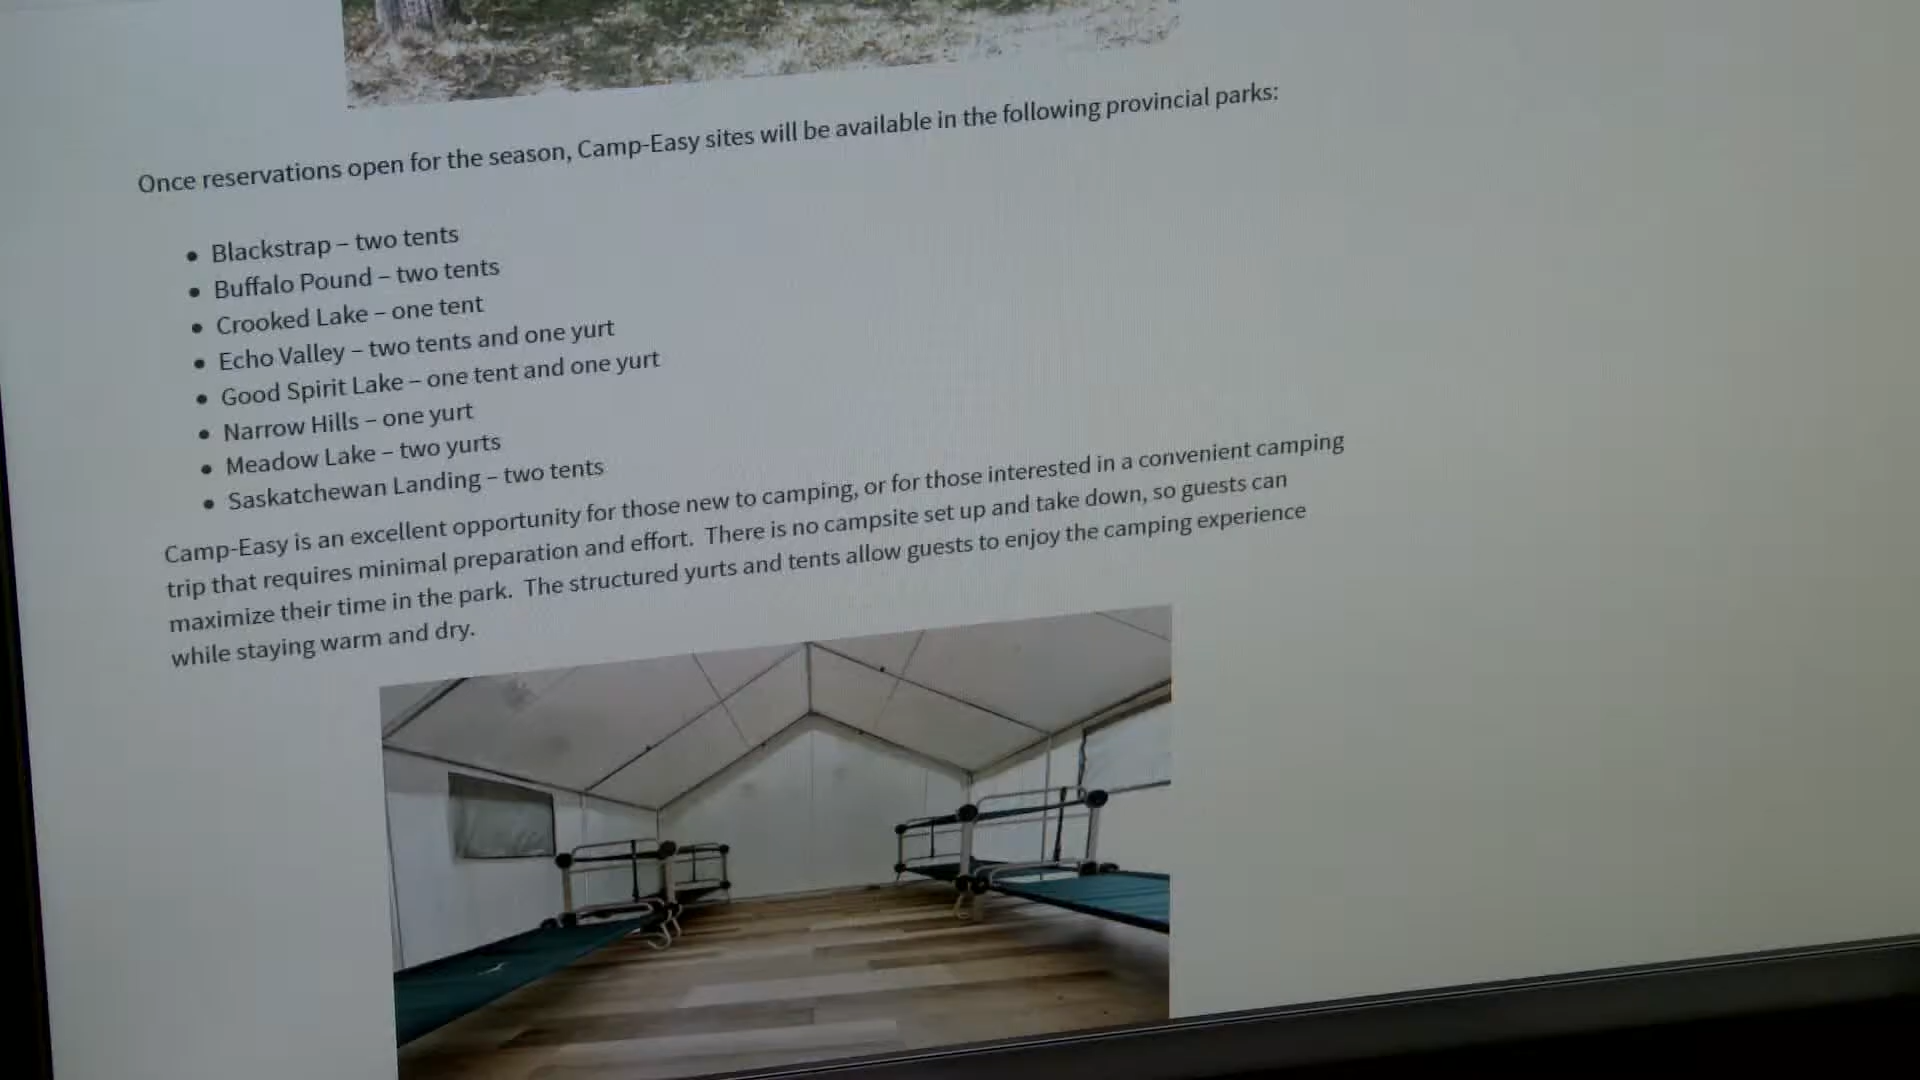 Once reservations open for the season, Camp-Easy sites will be available in the following provincial parks:
• Blackstrap – two tents
• Buffalo Pound – two tents
• Crooked Lake – one tent
• Echo Valley – two tents and one yurt
• Good Spirit Lake – one tent and one yurt
• Narrow Hills – one yurt
• Meadow Lake – two yurts
• Saskatchewan Landing – two tents
Camp-Easy is an excellent opportunity for those new to camping, or for those interested in a convenient camping
trip that requires minimal preparation and effort. There is no campsite set up and take down, so guests can
maximize their time in the park. The structured yurts and tents allow guests to enjoy the camping experience
while staying warm and dry.